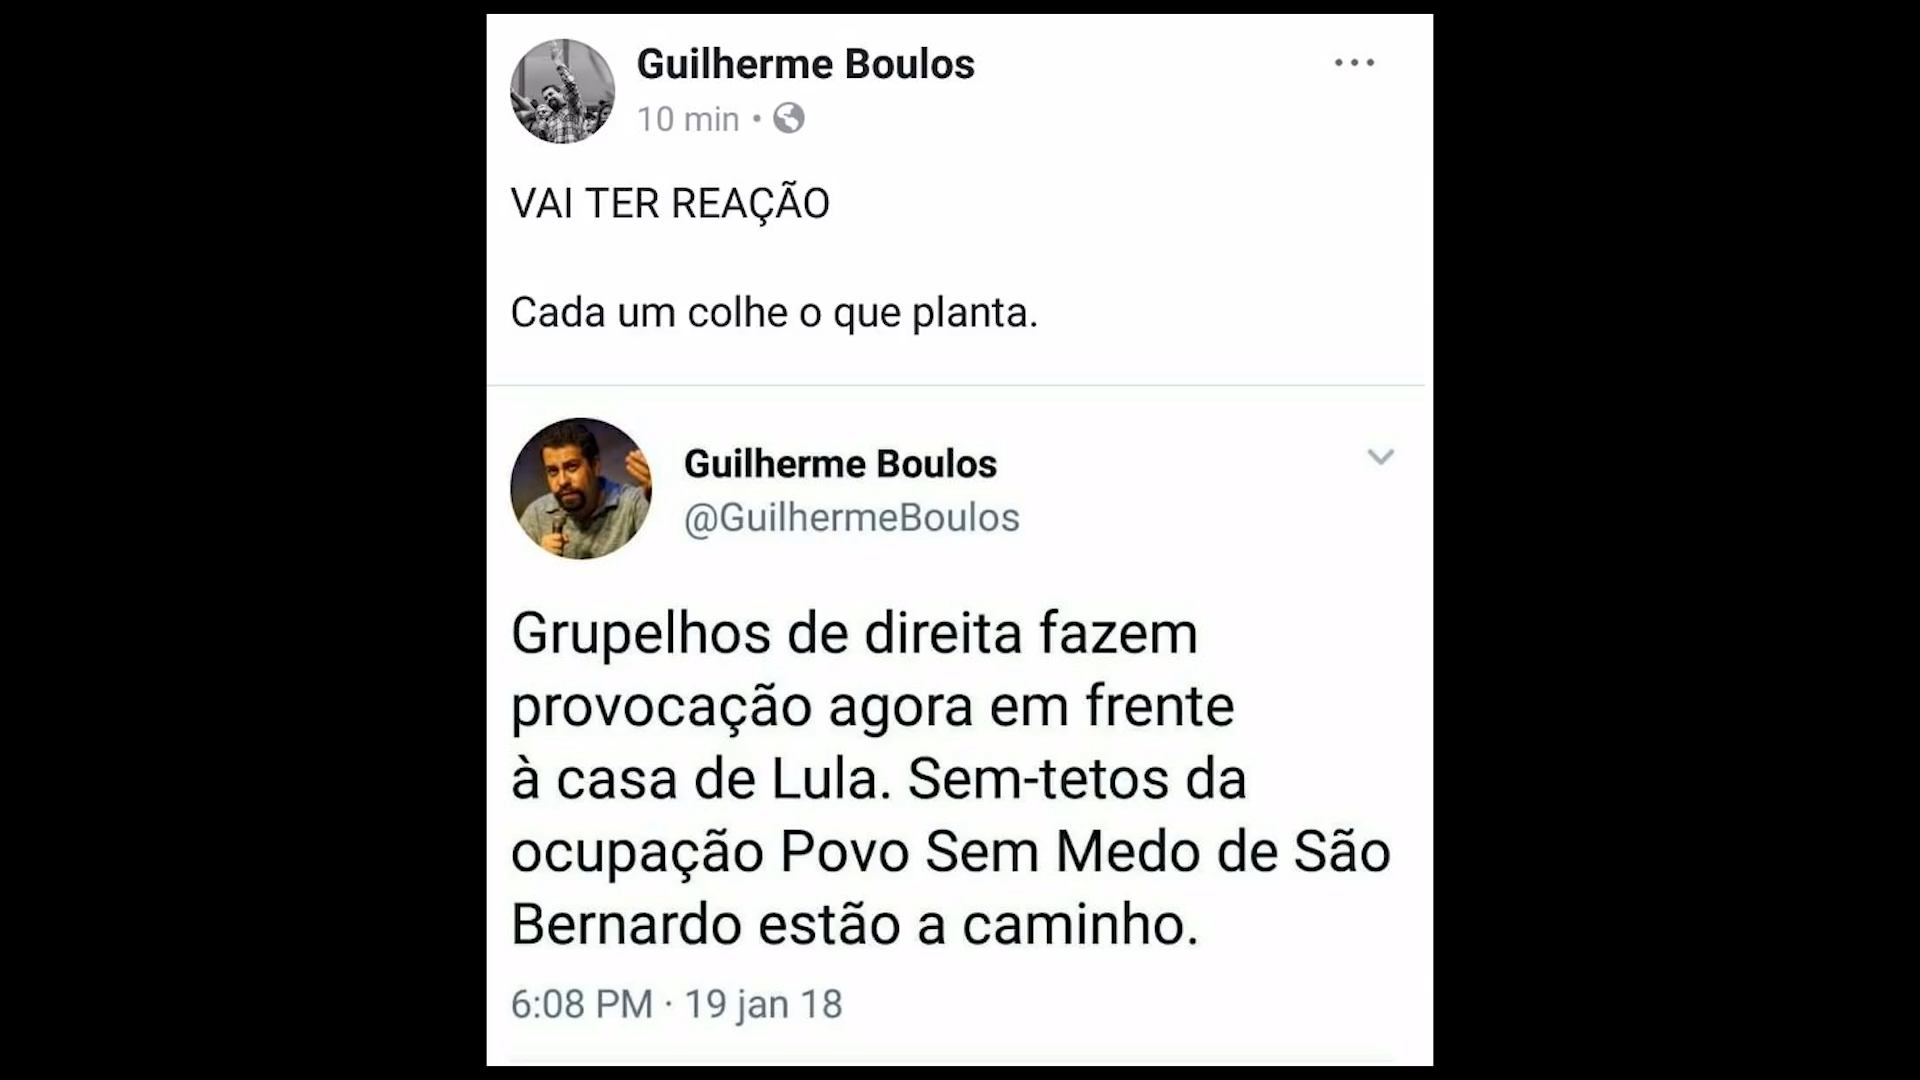 Guilherme Boulos
10 min •
VAI TER REAÇÃO
Cada um colhe o que planta.
Guilherme Boulos
@GuilhermeBoulos
Grupelhos de direita fazem
provocação agora em frente
à casa de Lula. Sem-tetos da
ocupação Povo Sem Medo de São
Bernardo estão a caminho.
6:08 PM · 19 jan 18